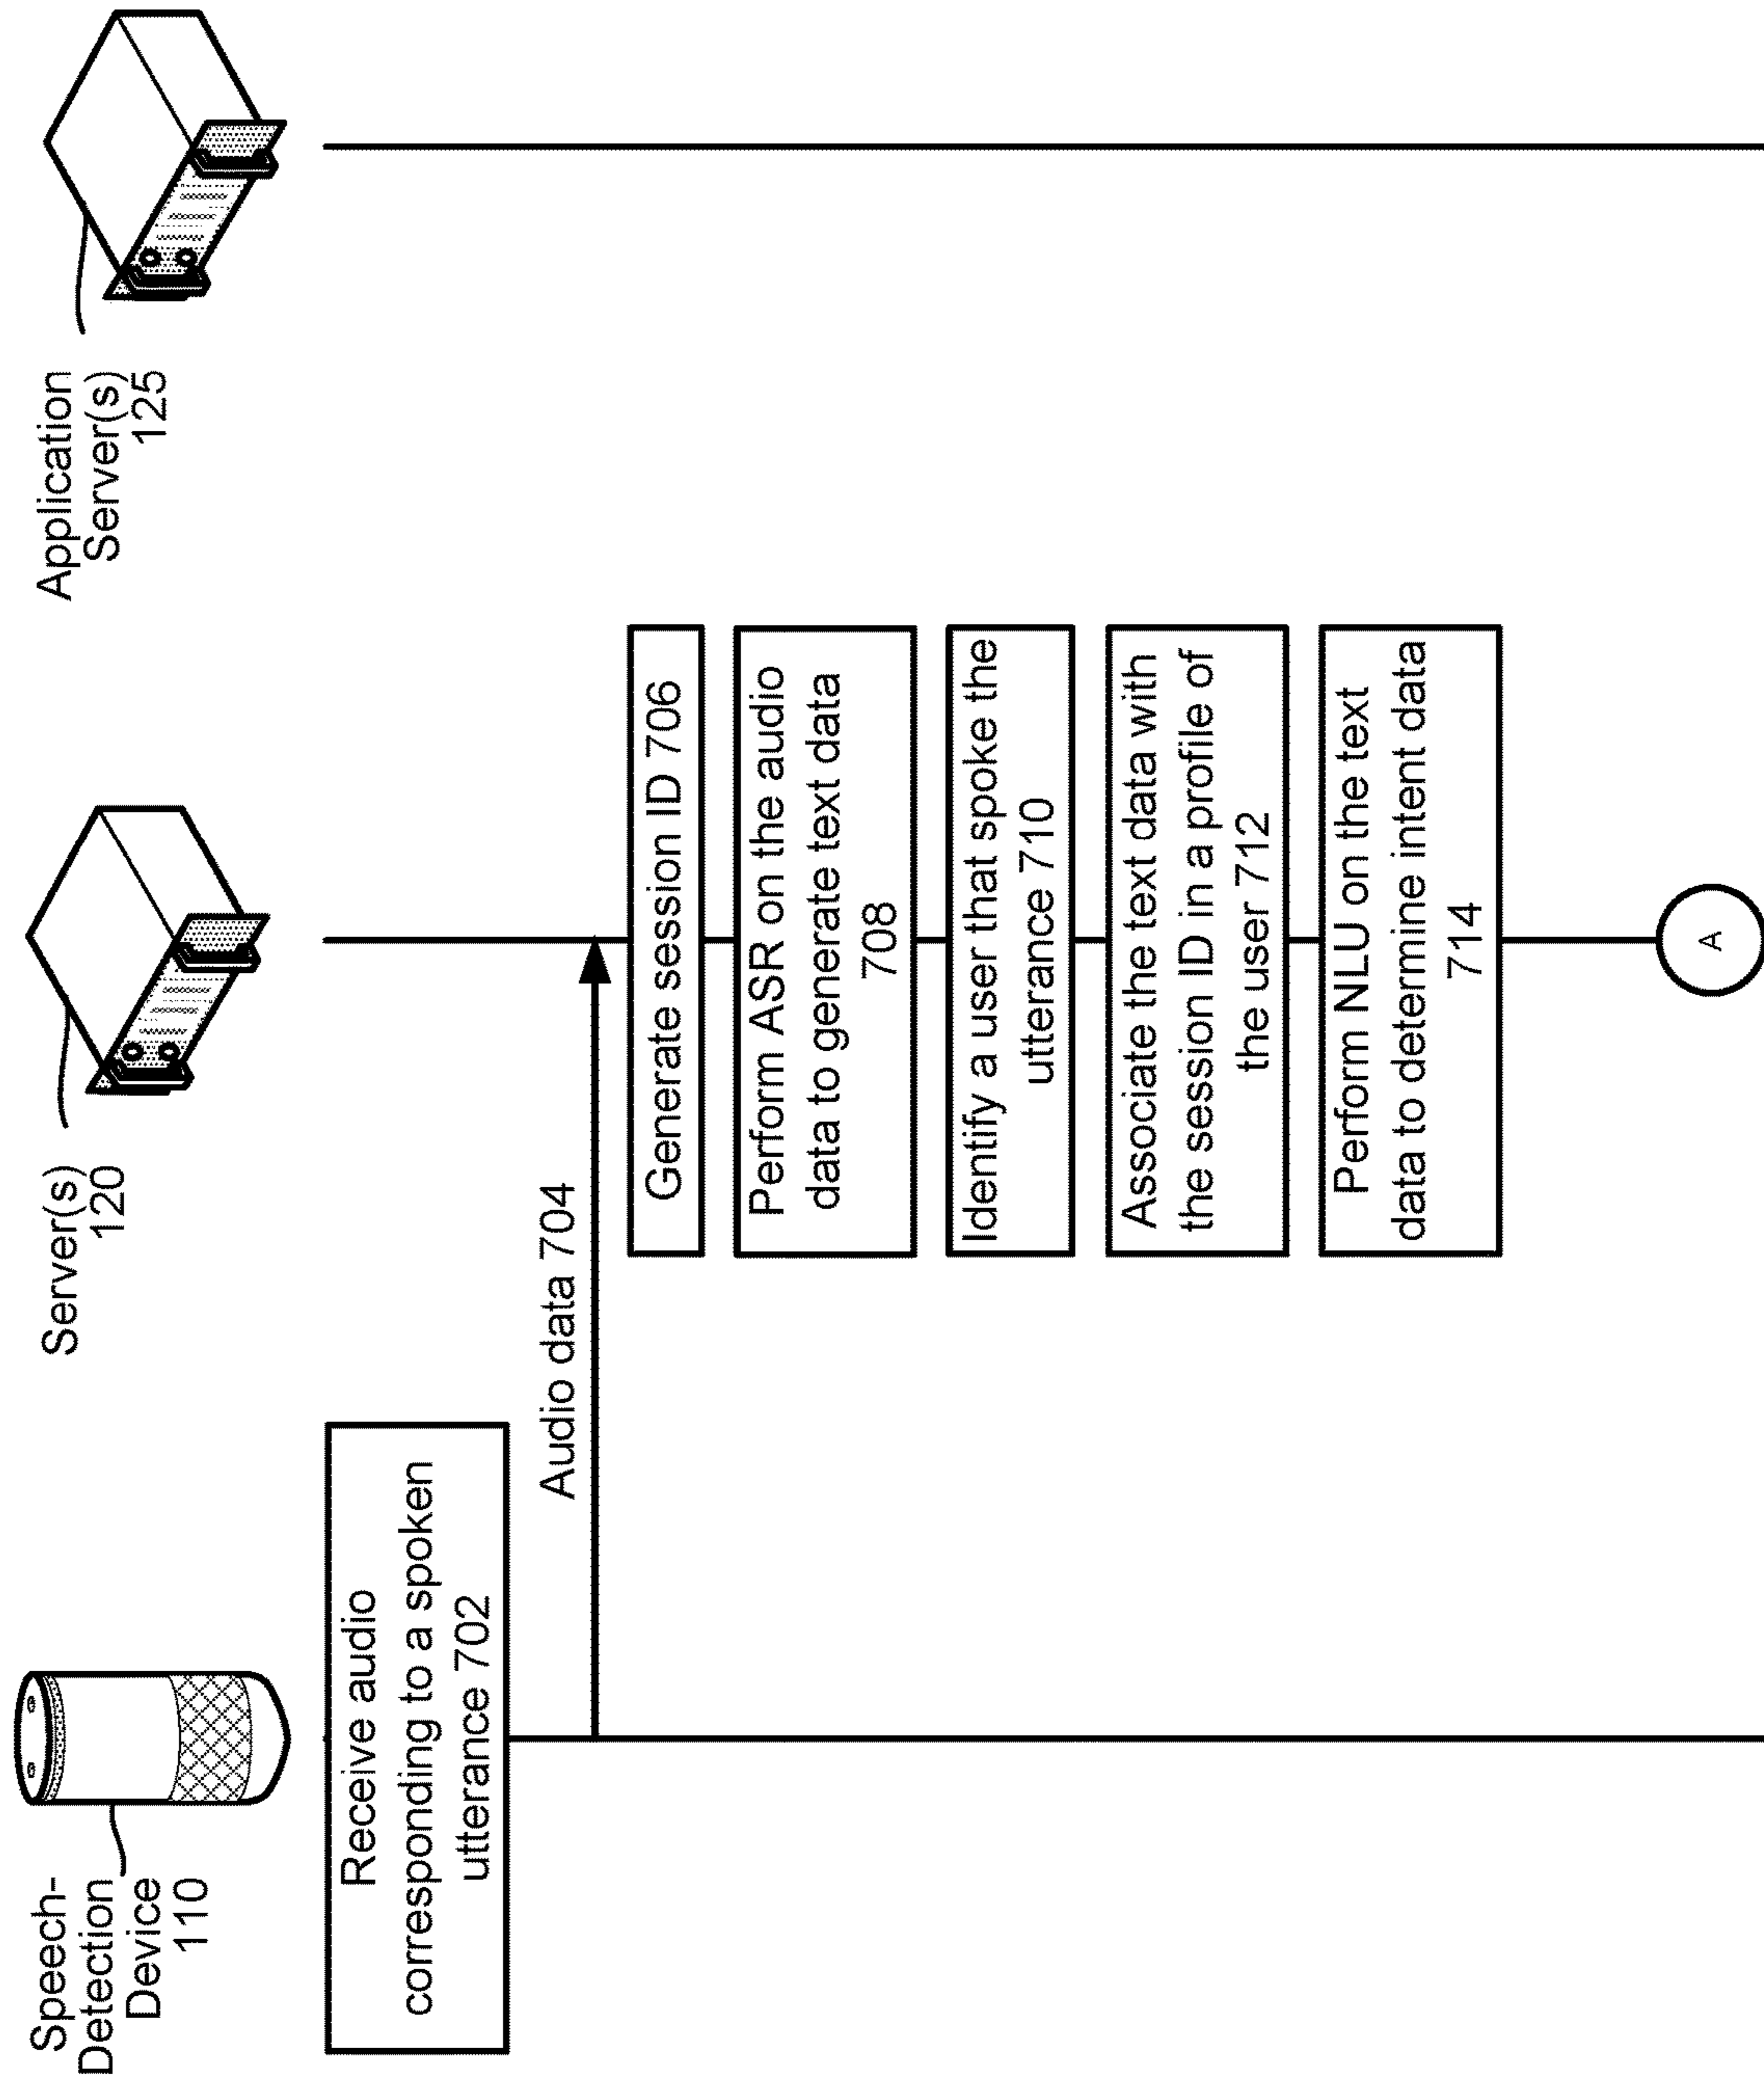 Speech-
Detection
Device
110
Server(s)
120
Application
Server(s)
125
Receive audio
corresponding to a spoken
utterance 702
Audio data 704
Generate session ID 706
Perform ASR on the audio
data to generate text data
708
Identify a user that spoke the
utterance 710
Associate the text data with
the session ID in a profile of
the user 712
Perform NLU on the text
data to determine intent data
714
A